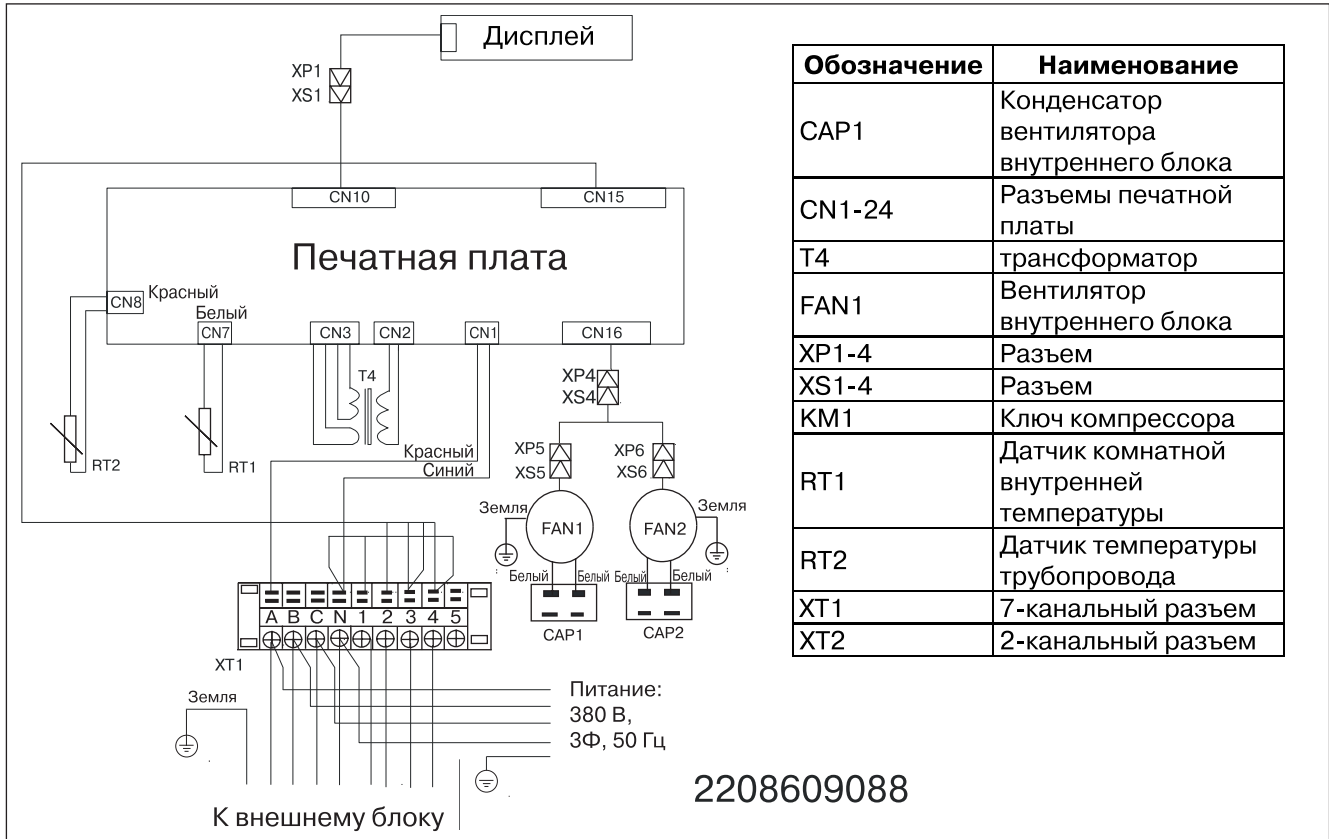 Дисплей
XP1
XS1
CN10
CN15
Печатная плата
CN8
Красный
Белый
CN7
CN3
CN2
CN1
CN16
T4
XP4
XS4
RT2
RT1
Красный
Синий
XP5
XS5
XP6
XS6
Земля
FAN1
FAN2
Земля
Белый
Белый
Белый
Белый
CAP1
CAP2
A B C N 1 2 3 4 5
XT1
Земля
Питание:
380 В,
3Ф, 50 Гц
К внешнему блоку
2208609088
Обозначение Наименование
CAP1 Конденсатор
вентилятора
внутреннего блока
CN1-24 Разъемы печатной
платы
T4 трансформатор
FAN1 Вентилятор
внутреннего блока
XP1-4 Разъем
XS1-4 Разъем
KM1 Ключ компрессора
RT1 Датчик комнатной
внутренней
температуры
RT2 Датчик температуры
трубопровода
XT1 7-канальный разъем
XT2 2-канальный разъем